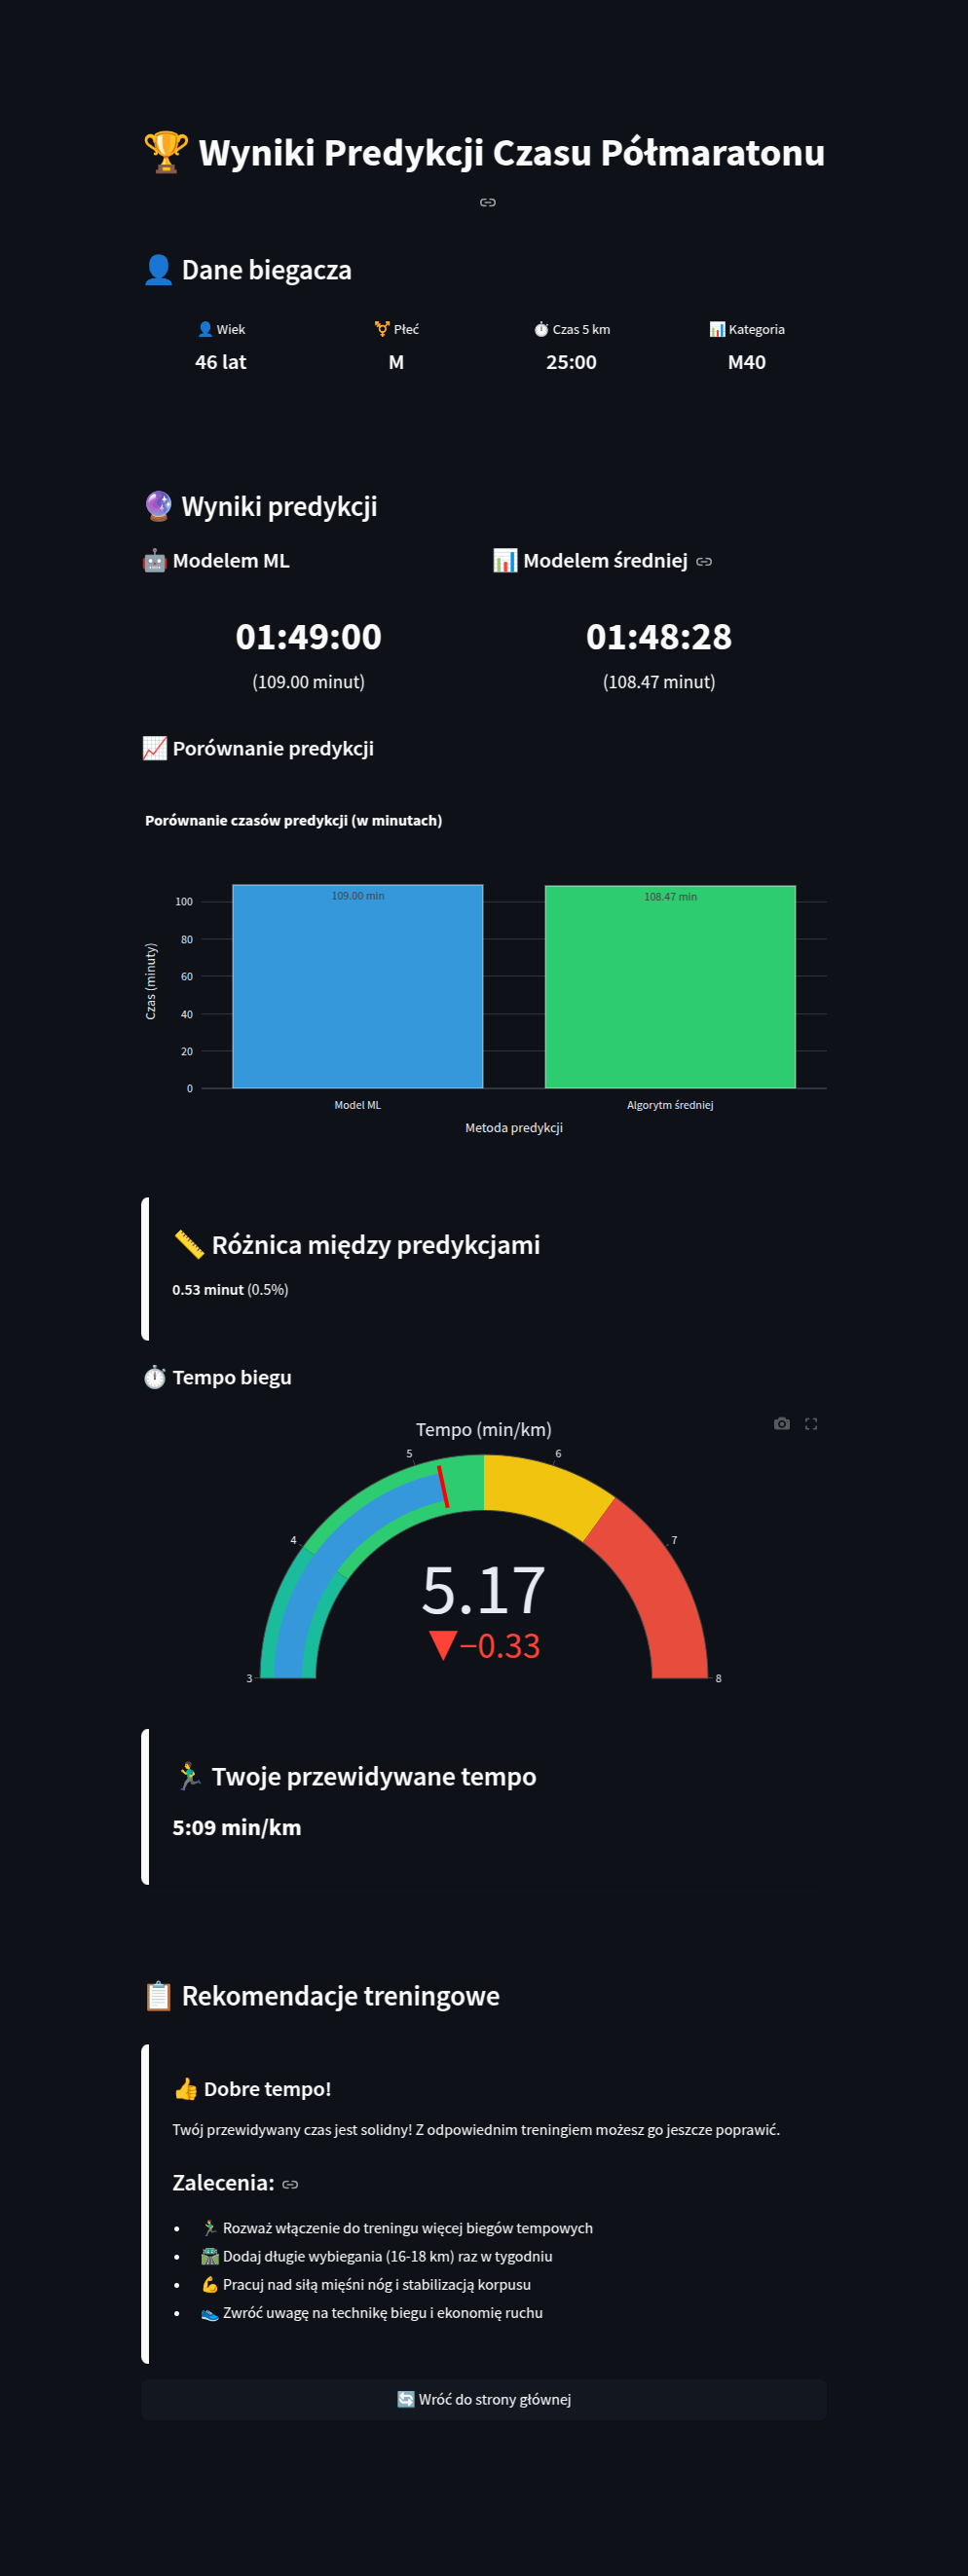 🏆 Wyniki Predykcji Czasu Półmaratonu
👤 Dane biegacza
👤 Wiek
46 lat
⚧ Płeć
M
⏱️ Czas 5 km
25:00
📊 Kategoria
M40
🔮 Wyniki predykcji
🤖 Modelem ML
01:49:00
(109.00 minut)
📊 Modelem średniej
01:48:28
(108.47 minut)
📈 Porównanie predykcji
Porównanie czasów predykcji (w minutach)
109.00 min
108.47 min
100
80
60
40
20
0
Czas (minuty)
Model ML
Algorytm średniej
Metoda predykcji
📏 Różnica między predykcjami
0.53 minut (0.5%)
⏱️ Tempo biegu
Tempo (min/km)
3
4
5
6
7
8
5.17
▼−0.33
🏃‍♂️ Twoje przewidywane tempo
5:09 min/km
📋 Rekomendacje treningowe
👍 Dobre tempo!
Twój przewidywany czas jest solidny! Z odpowiednim treningiem możesz go jeszcze poprawić.
Zalecenia:
• 🏃‍♂️ Rozważ włączenie do treningu więcej biegów tempowych
• 🛣️ Dodaj długie wybiegania (16-18 km) raz w tygodniu
• 💪 Pracuj nad siłą mięśni nóg i stabilizacją korpusu
• 👟 Zwróć uwagę na technikę biegu i ekonomię ruchu
🔄 Wróć do strony głównej